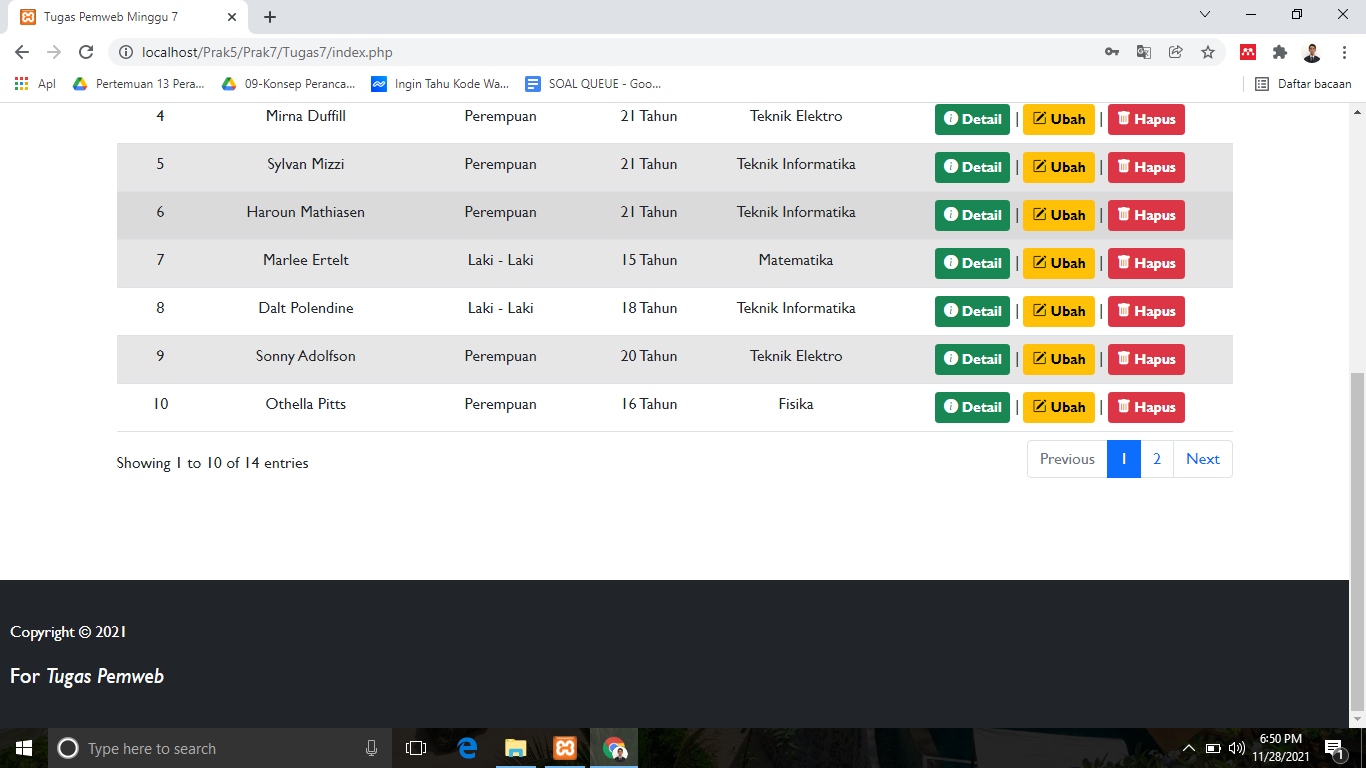 Tugas Pemweb Minggu 7
localhost/Prak5/Prak7/Tugas7/index.php
Apl Pertemuan 13 Pera... 09-Konsep Peranca... Ingin Tahu Kode Wa... SOAL QUEUE - Goo... Daftar bacaan
4 Mirna Duffill Perempuan 21 Tahun Teknik Elektro Detail | Ubah | Hapus
5 Sylvan Mizzi Perempuan 21 Tahun Teknik Informatika Detail | Ubah | Hapus
6 Haroun Mathiasen Perempuan 21 Tahun Teknik Informatika Detail | Ubah | Hapus
7 Marlee Ertelt Laki - Laki 15 Tahun Matematika Detail | Ubah | Hapus
8 Dalt Polendine Laki - Laki 18 Tahun Teknik Informatika Detail | Ubah | Hapus
9 Sonny Adolfson Perempuan 20 Tahun Teknik Elektro Detail | Ubah | Hapus
10 Othella Pitts Perempuan 16 Tahun Fisika Detail | Ubah | Hapus
Showing 1 to 10 of 14 entries Previous 1 2 Next
Copyright © 2021
For Tugas Pemweb
Type here to search
6:50 PM
11/28/2021
1